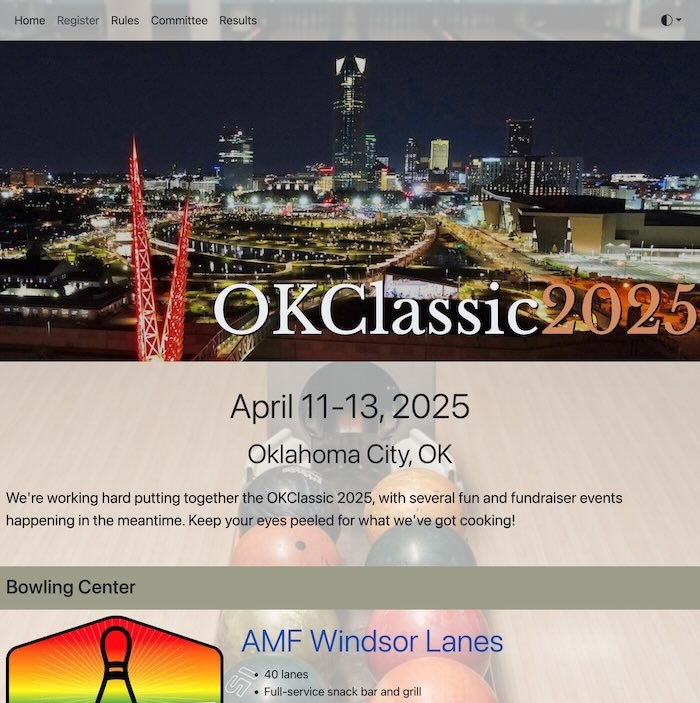 Home Register Rules Committee Results
OKClassic2025
April 11-13, 2025
Oklahoma City, OK
We're working hard putting together the OKClassic 2025, with several fun and fundraiser events
happening in the meantime. Keep your eyes peeled for what we've got cooking!
Bowling Center
AMF Windsor Lanes
• 40 lanes
• Full-service snack bar and grill